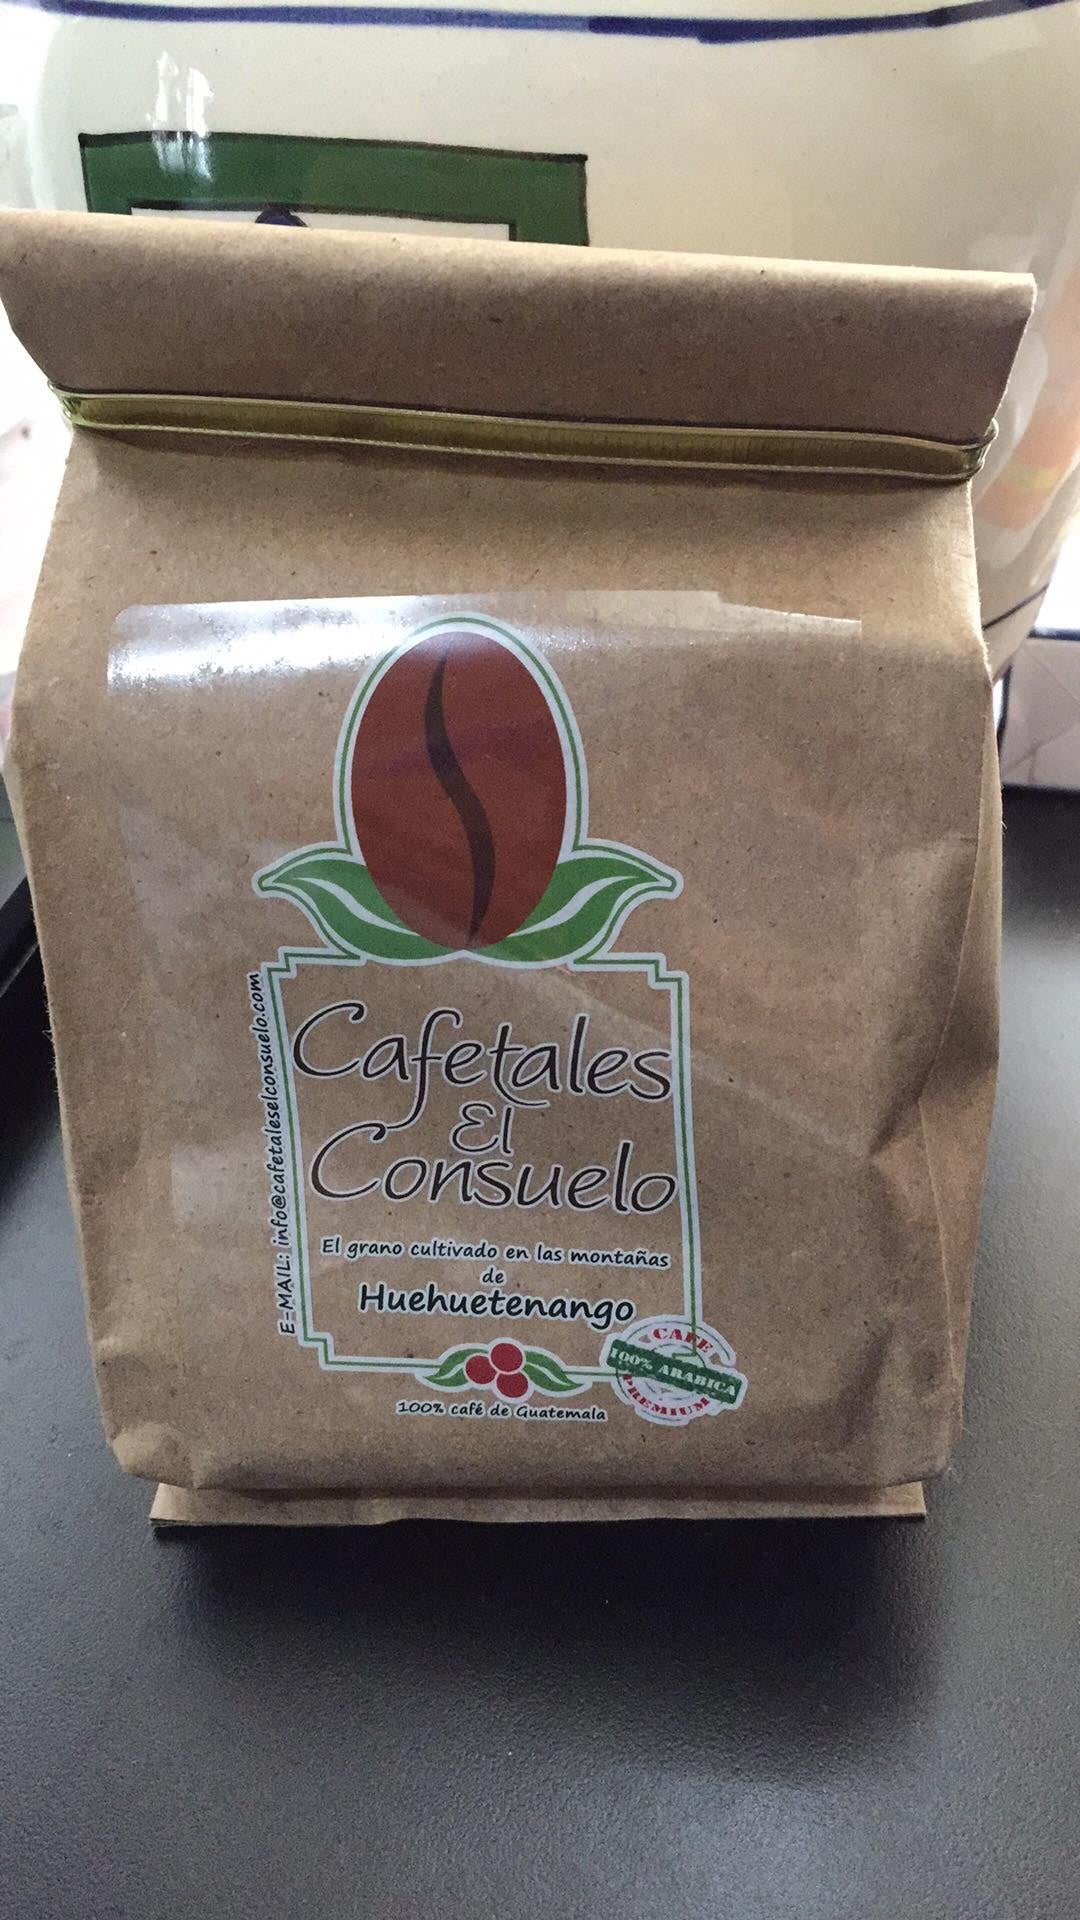 Cafetales
El
Consuelo
El grano cultivado en las montañas
de
Huehuetenango
E-MAIL: info@cafetaleselconsuelo.com
100% café de Guatemala
CAFE
100% ARABICA
PREMIUM